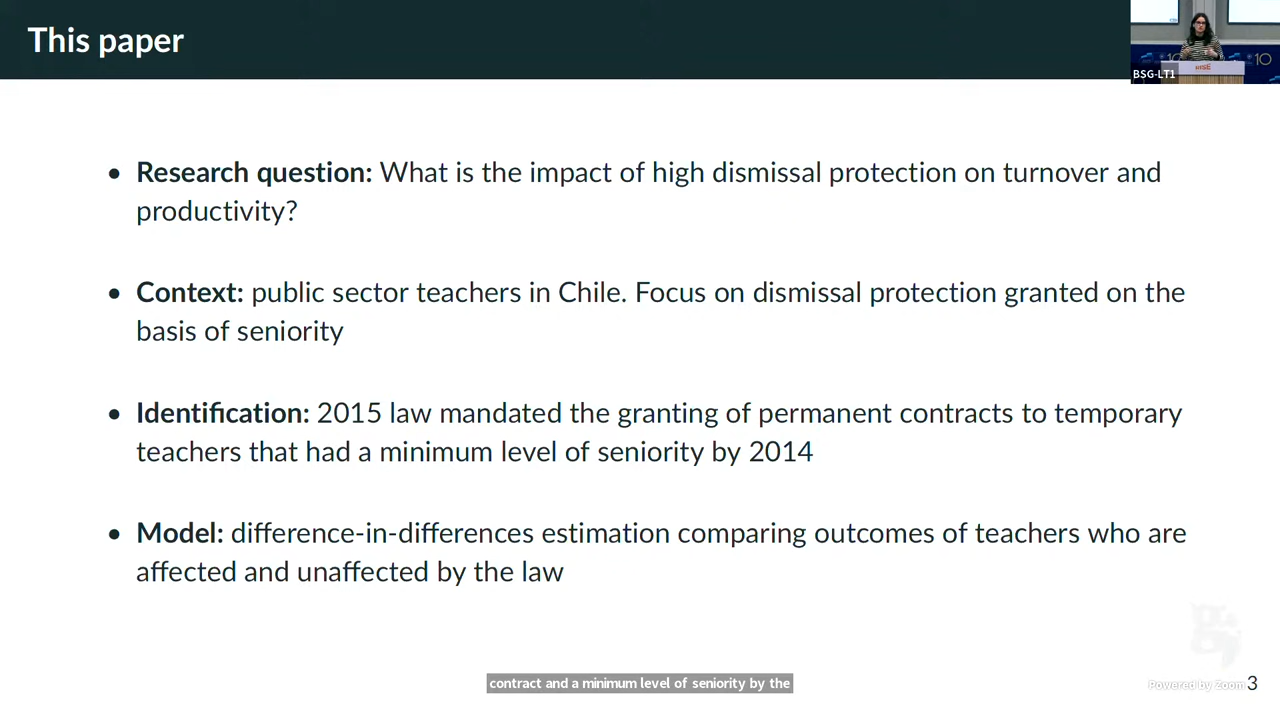 This paper
BSG-LT1
10
10
RISE
• Research question: What is the impact of high dismissal protection on turnover and
productivity?
• Context: public sector teachers in Chile. Focus on dismissal protection granted on the
basis of seniority
• Identification: 2015 law mandated the granting of permanent contracts to temporary
teachers that had a minimum level of seniority by 2014
• Model: difference-in-differences estimation comparing outcomes of teachers who are
affected and unaffected by the law
contract and a minimum level of seniority by the
Powered by Zoom
3